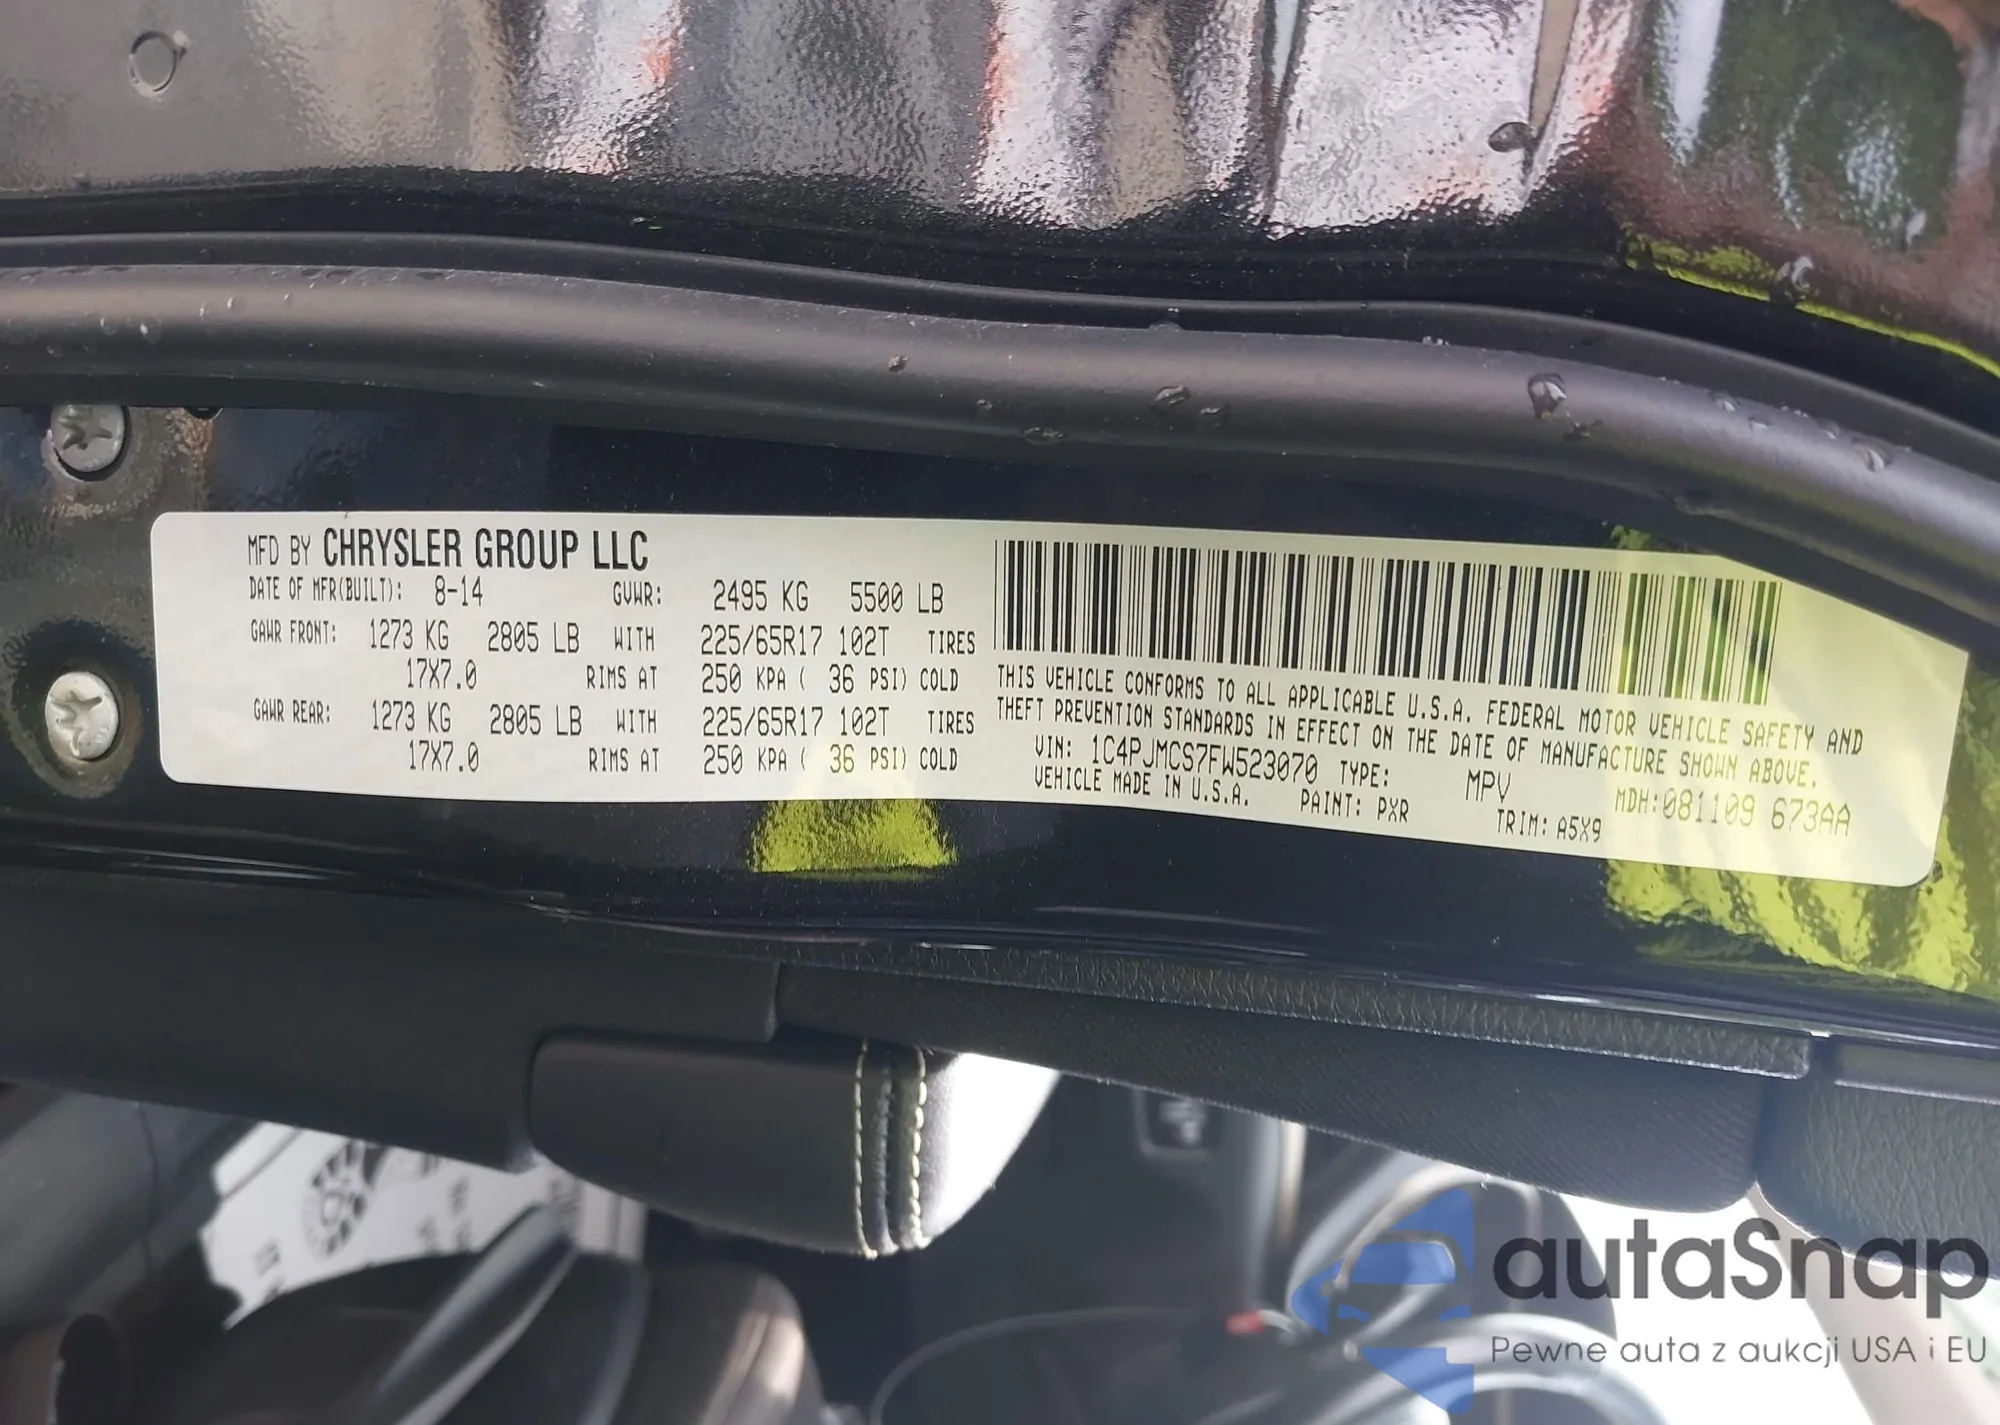 MFD BY CHRYSLER GROUP LLC
DATE OF MFR(BUILT): 8-14 GVWR: 2495 KG 5500 LB
GAWR FRONT: 1273 KG 2805 LB WITH 225/65R17 102T TIRES
17X7.0 RIMS AT 250 KPA ( 36 PSI) COLD
GAWR REAR: 1273 KG 2805 LB WITH 225/65R17 102T TIRES
17X7.0 RIMS AT 250 KPA ( 36 PSI) COLD
THIS VEHICLE CONFORMS TO ALL APPLICABLE U.S.A. FEDERAL MOTOR VEHICLE SAFETY AND
THEFT PREVENTION STANDARDS IN EFFECT ON THE DATE OF MANUFACTURE SHOWN ABOVE.
VIN: 1C4PJMCS7FW523070 TYPE: MPV MDH:081109 673AA
VEHICLE MADE IN U.S.A. PAINT: PXR TRIM: A5X9
autaSnap
Pewne auta z aukcji USA i EU